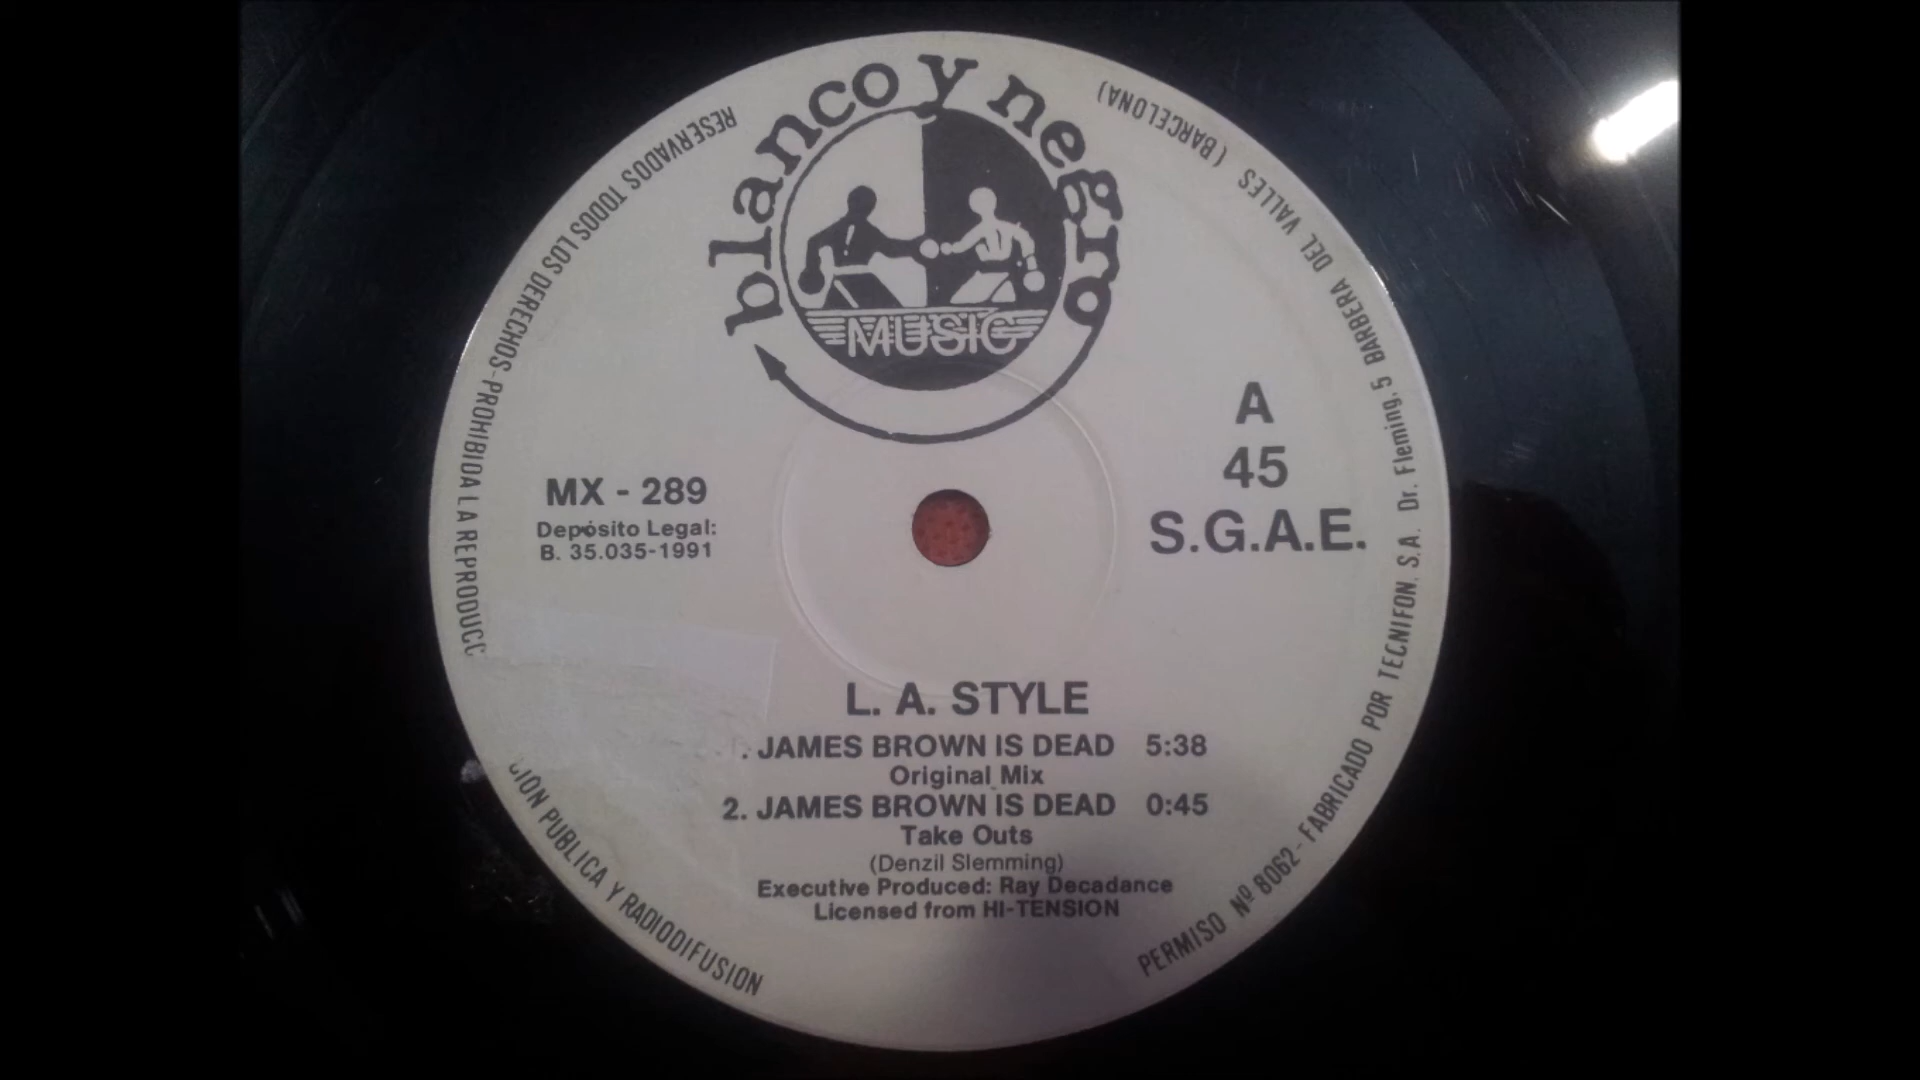 blanco y negro
MUSIC
RESERVADOS TODOS LOS DERECHOS-PROHIBIDA LA REPRODUCC
CION PUBLICA Y RADIODIFUSION
PERMISO Nº 8062-FABRICADO POR TECNIFON, S.A. Dr. Fleming, 5 BARBERA DEL VALLES (BARCELONA)
A
45
S.G.A.E.
MX - 289
Depósito Legal:
B. 35.035-1991
L. A. STYLE
1. JAMES BROWN IS DEAD 5:38
Original Mix
2. JAMES BROWN IS DEAD 0:45
Take Outs
(Denzil Slemming)
Executive Produced: Ray Decadance
Licensed from HI-TENSION